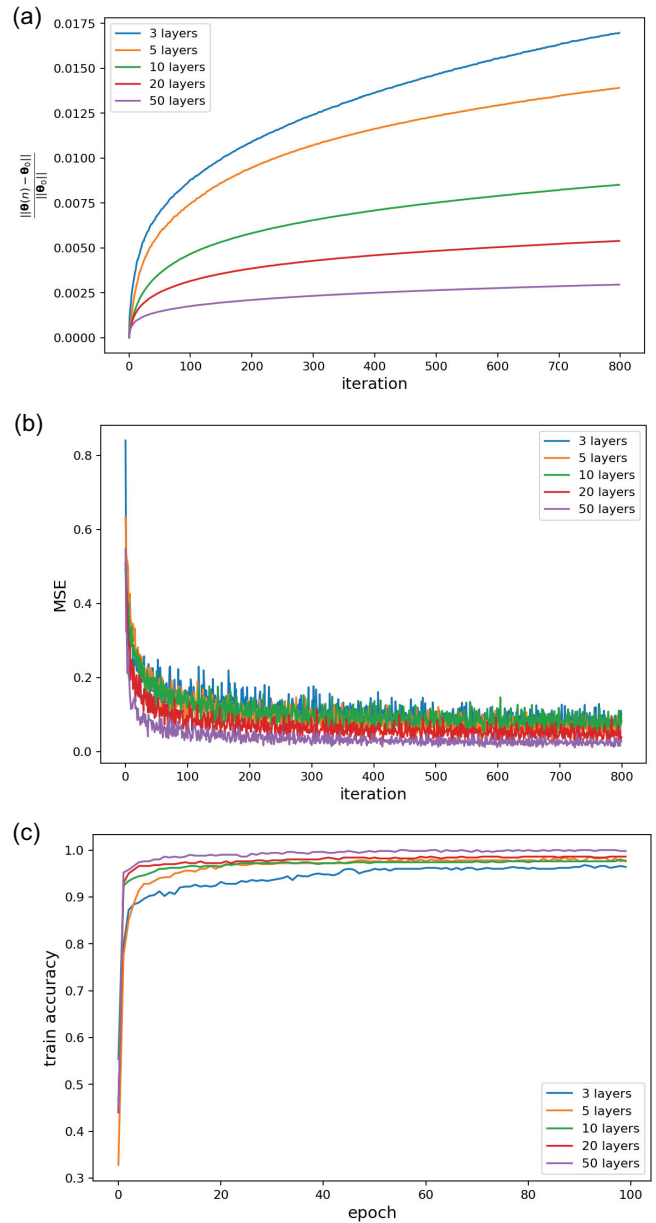 (a)
0.0175
0.0150
0.0125
0.0100
0.0075
0.0050
0.0025
0.0000
||θ(n) − θ₀||
||θ₀||
3 layers
5 layers
10 layers
20 layers
50 layers
0 100 200 300 400 500 600 700 800
iteration
(b)
0.8
0.6
0.4
0.2
0.0
MSE
3 layers
5 layers
10 layers
20 layers
50 layers
0 100 200 300 400 500 600 700 800
iteration
(c)
1.0
0.9
0.8
0.7
0.6
0.5
0.4
0.3
train accuracy
3 layers
5 layers
10 layers
20 layers
50 layers
0 20 40 60 80 100
epoch